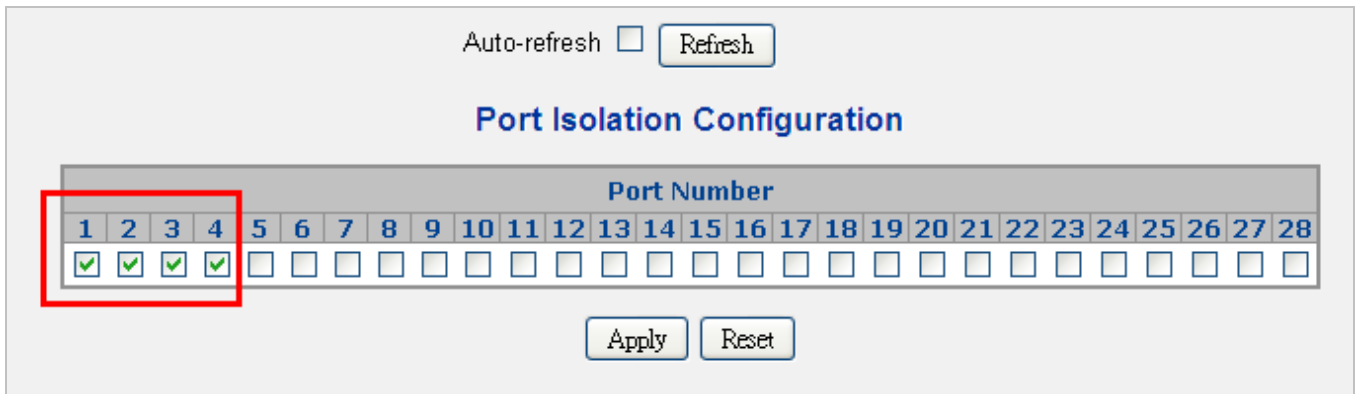 Auto-refresh Refresh
Port Isolation Configuration
Port Number
1 2 3 4 5 6 7 8 9 10 11 12 13 14 15 16 17 18 19 20 21 22 23 24 25 26 27 28
Apply Reset